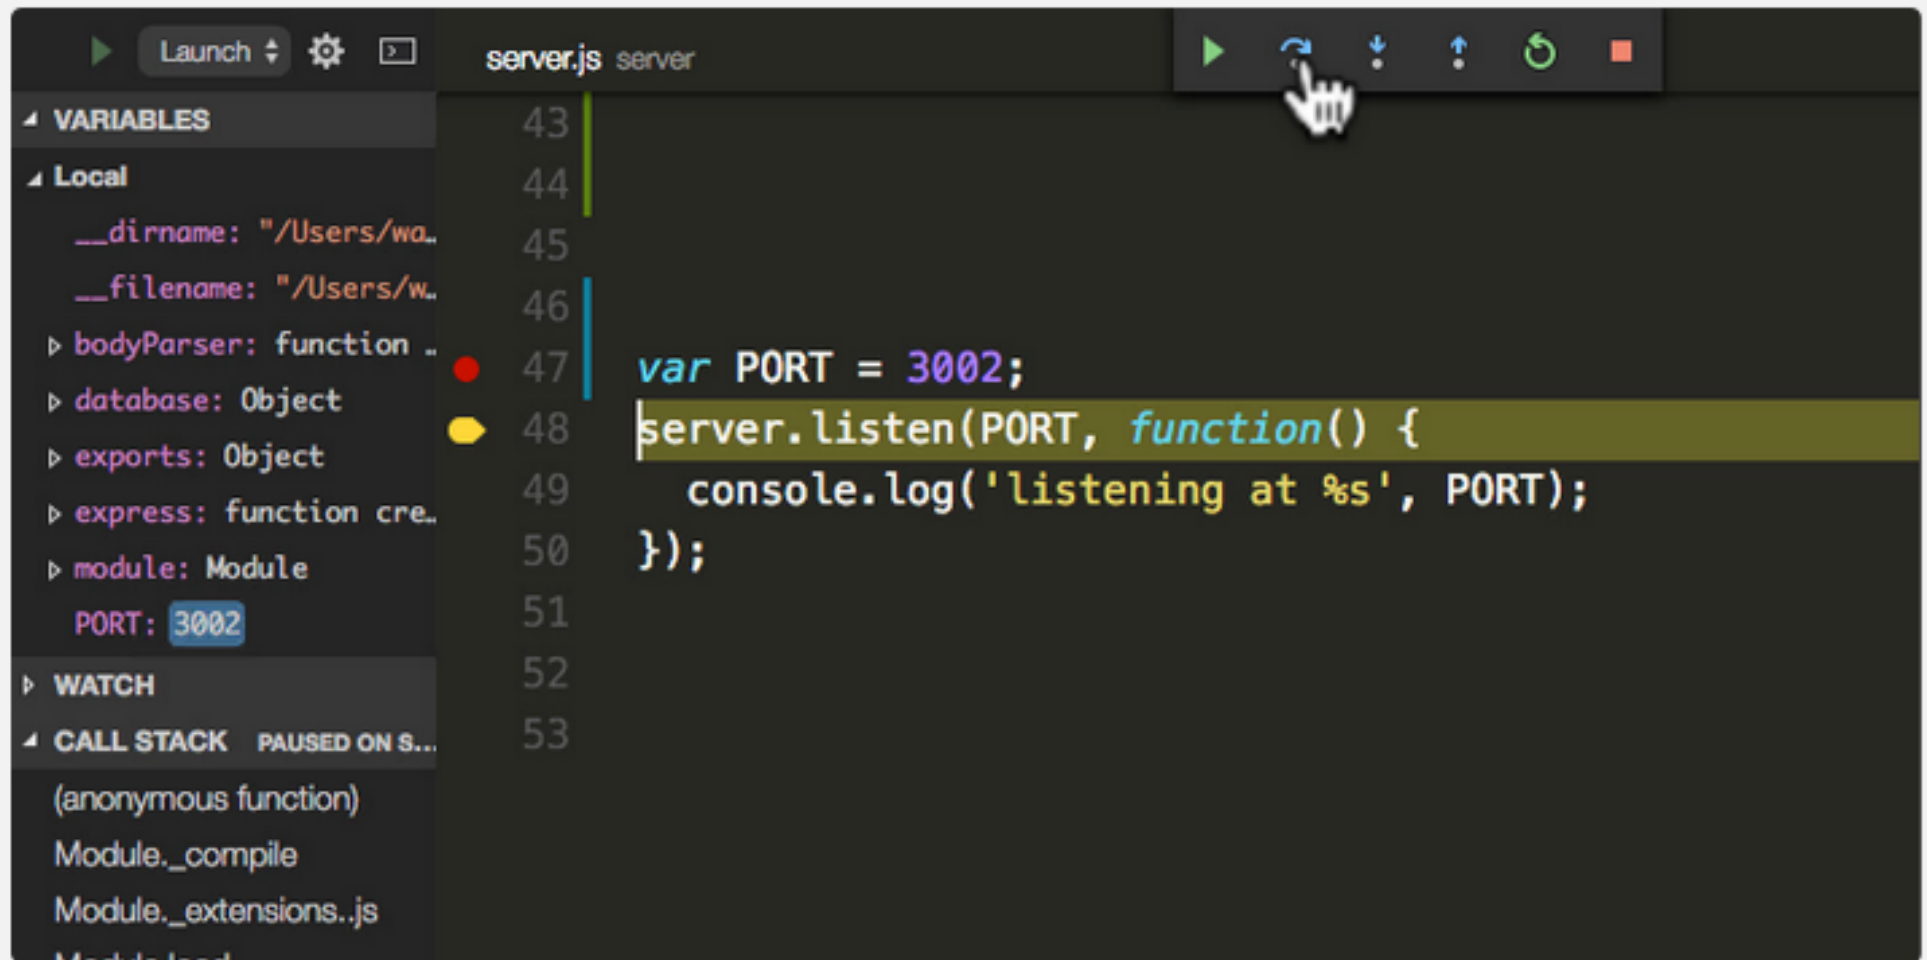 Launch
VARIABLES
Local
__dirname: "/Users/wa…
__filename: "/Users/w…
bodyParser: function …
database: Object
exports: Object
express: function cre…
module: Module
PORT: 3002
WATCH
CALL STACK PAUSED ON S…
(anonymous function)
Module._compile
Module._extensions..js
server.js server
43
44
45
46
47 var PORT = 3002;
48 server.listen(PORT, function() {
49 console.log('listening at %s', PORT);
50 });
51
52
53